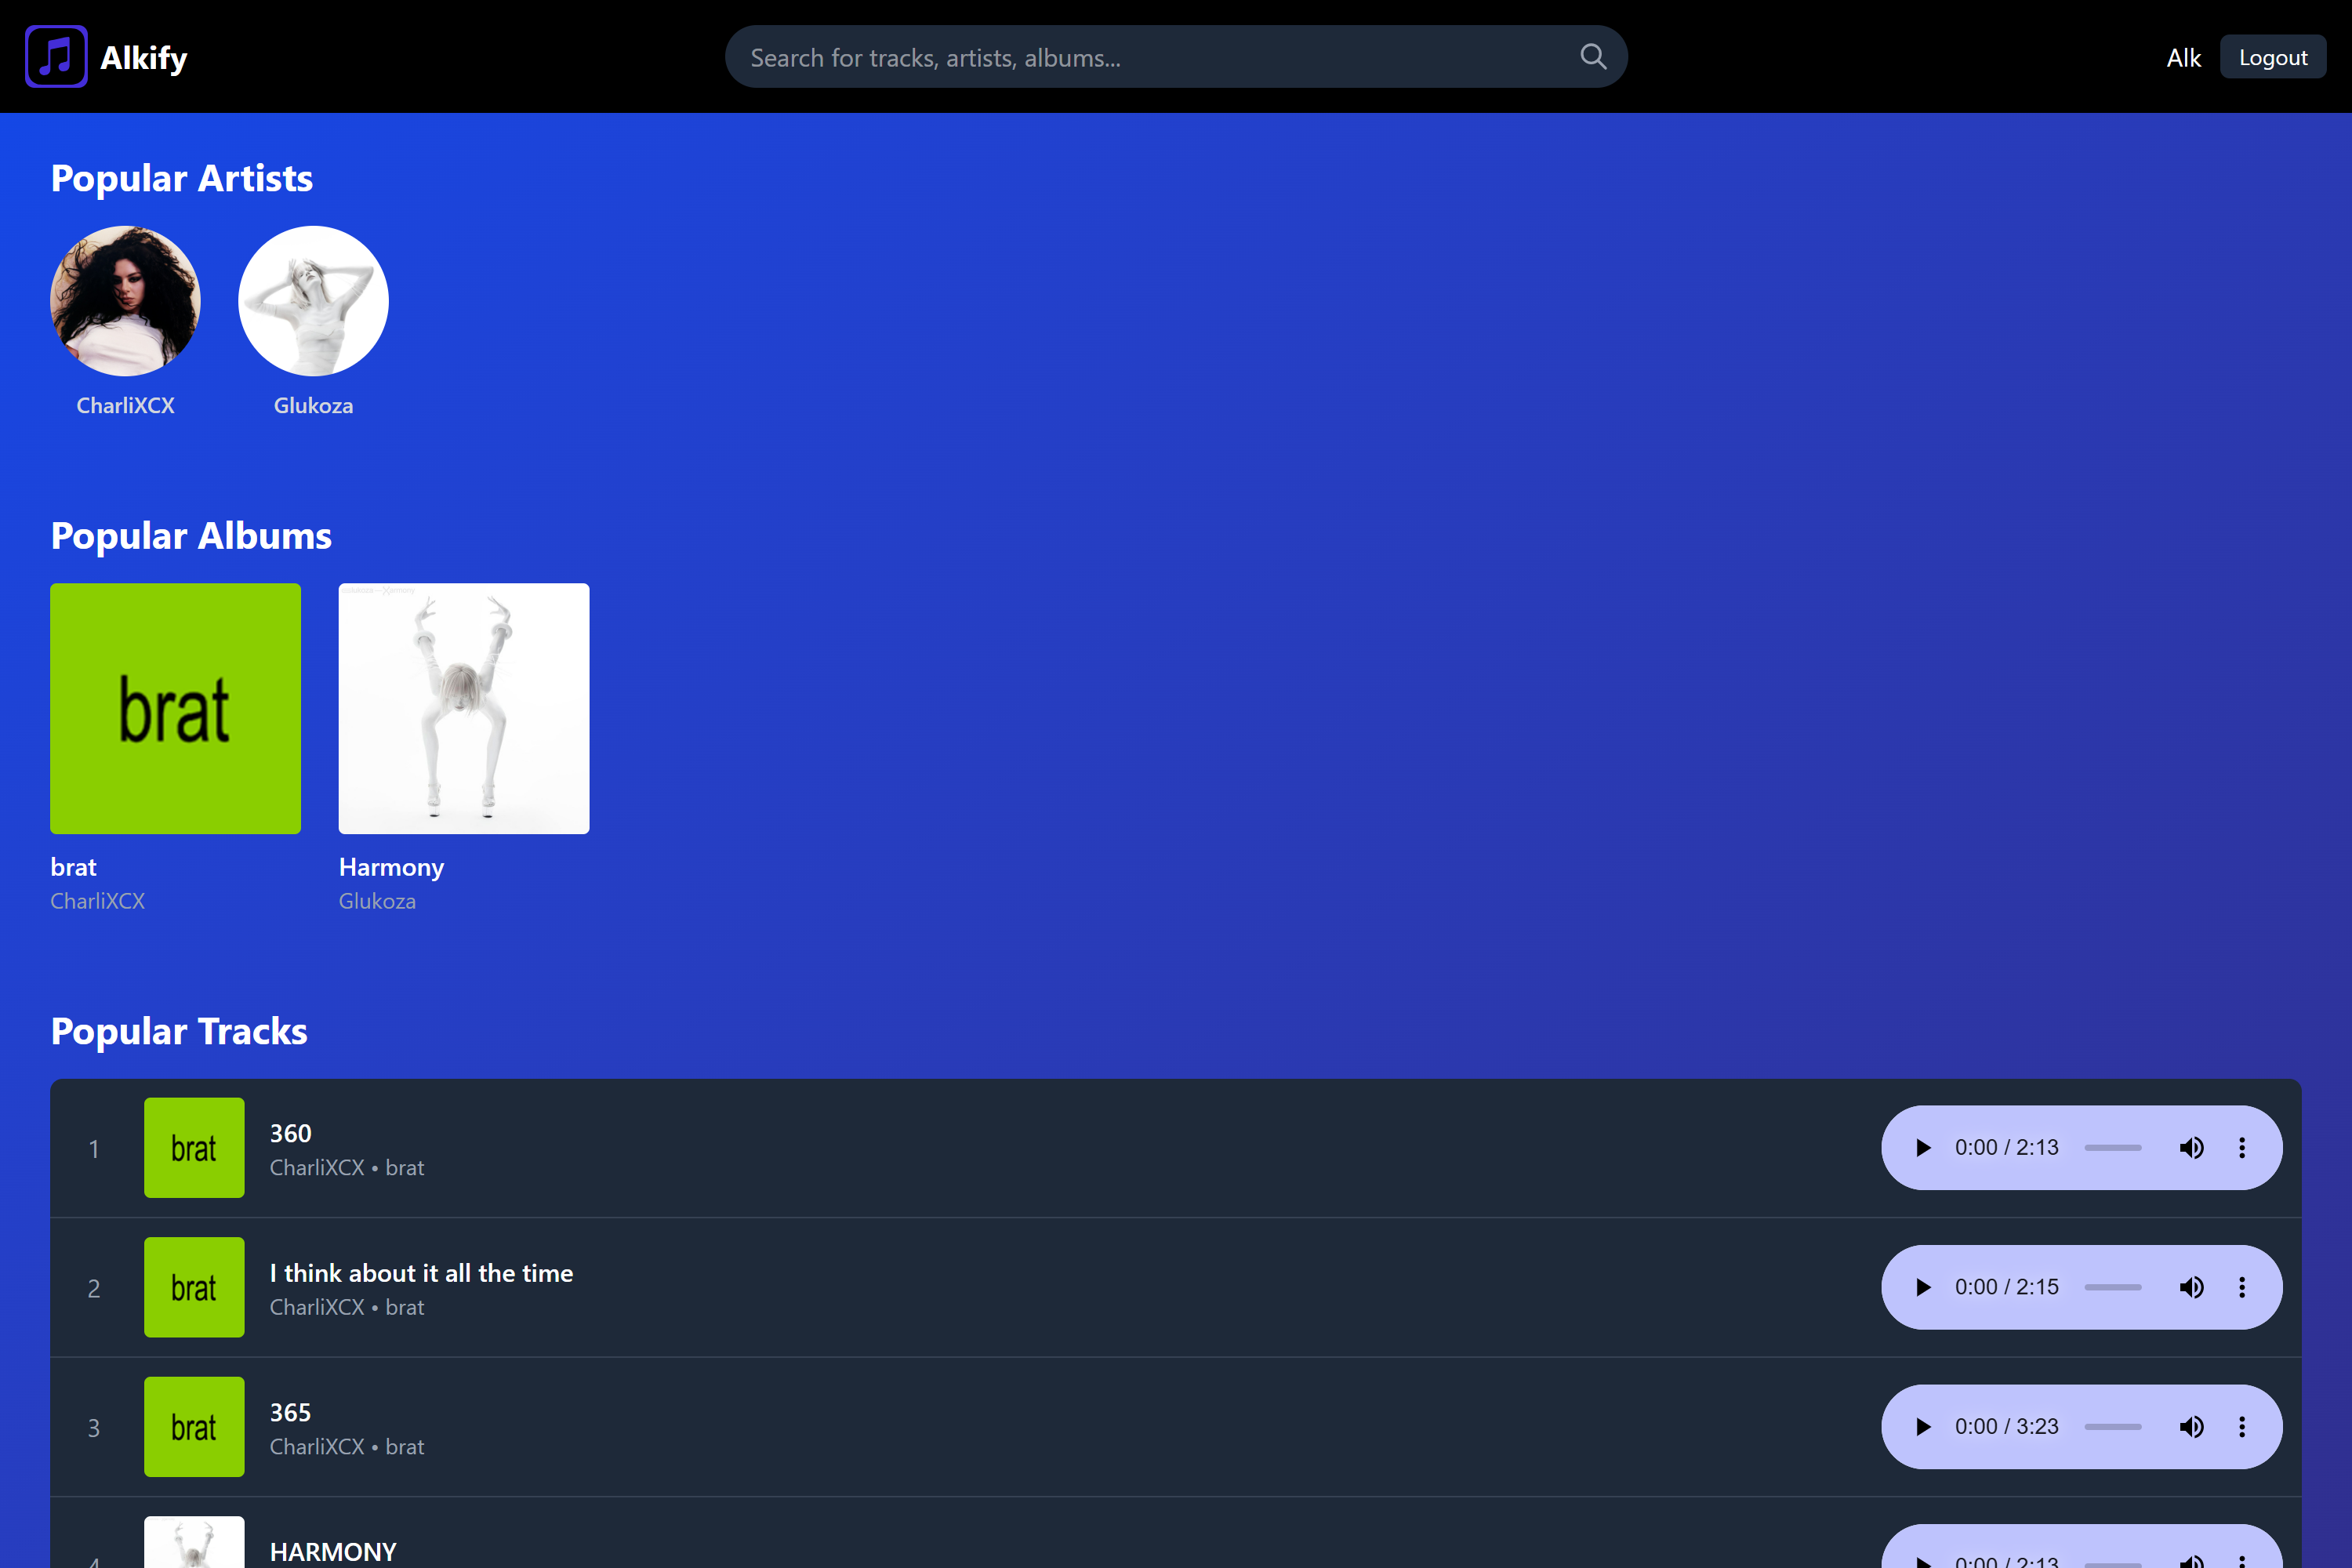 Alkify
Search for tracks, artists, albums...
Alk
Logout
Popular Artists
CharliXCX
Glukoza
Popular Albums
brat
brat
CharliXCX
Harmony
Glukoza
Popular Tracks
1
brat
360
CharliXCX • brat
0:00 / 2:13
2
brat
I think about it all the time
CharliXCX • brat
0:00 / 2:15
3
brat
365
CharliXCX • brat
0:00 / 3:23
4
HARMONY
0:00 / 2:13